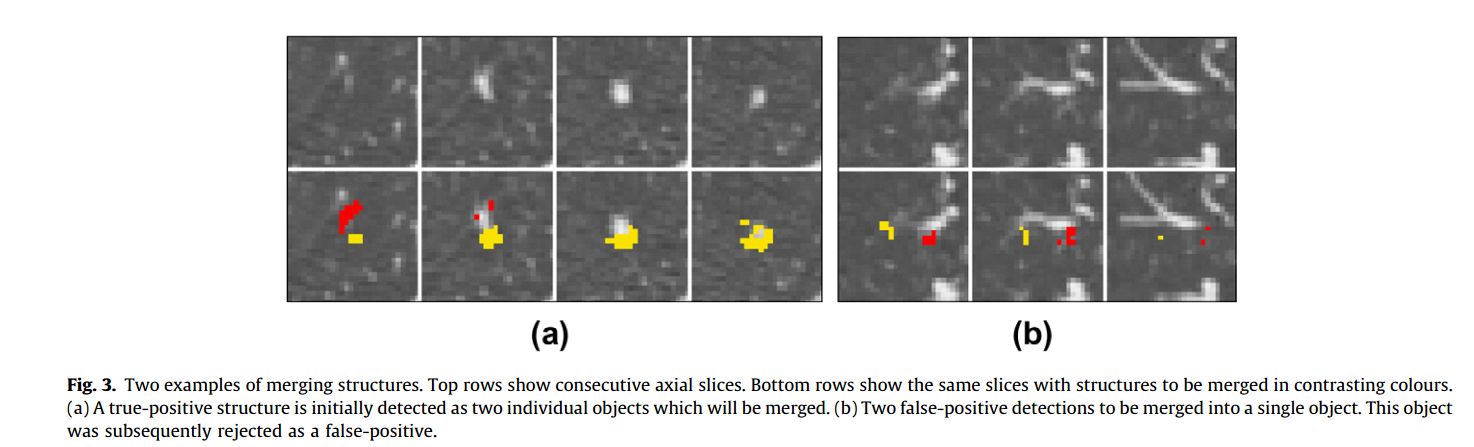 (a)
(b)
Fig. 3. Two examples of merging structures. Top rows show consecutive axial slices. Bottom rows show the same slices with structures to be merged in contrasting colours.
(a) A true-positive structure is initially detected as two individual objects which will be merged. (b) Two false-positive detections to be merged into a single object. This object
was subsequently rejected as a false-positive.